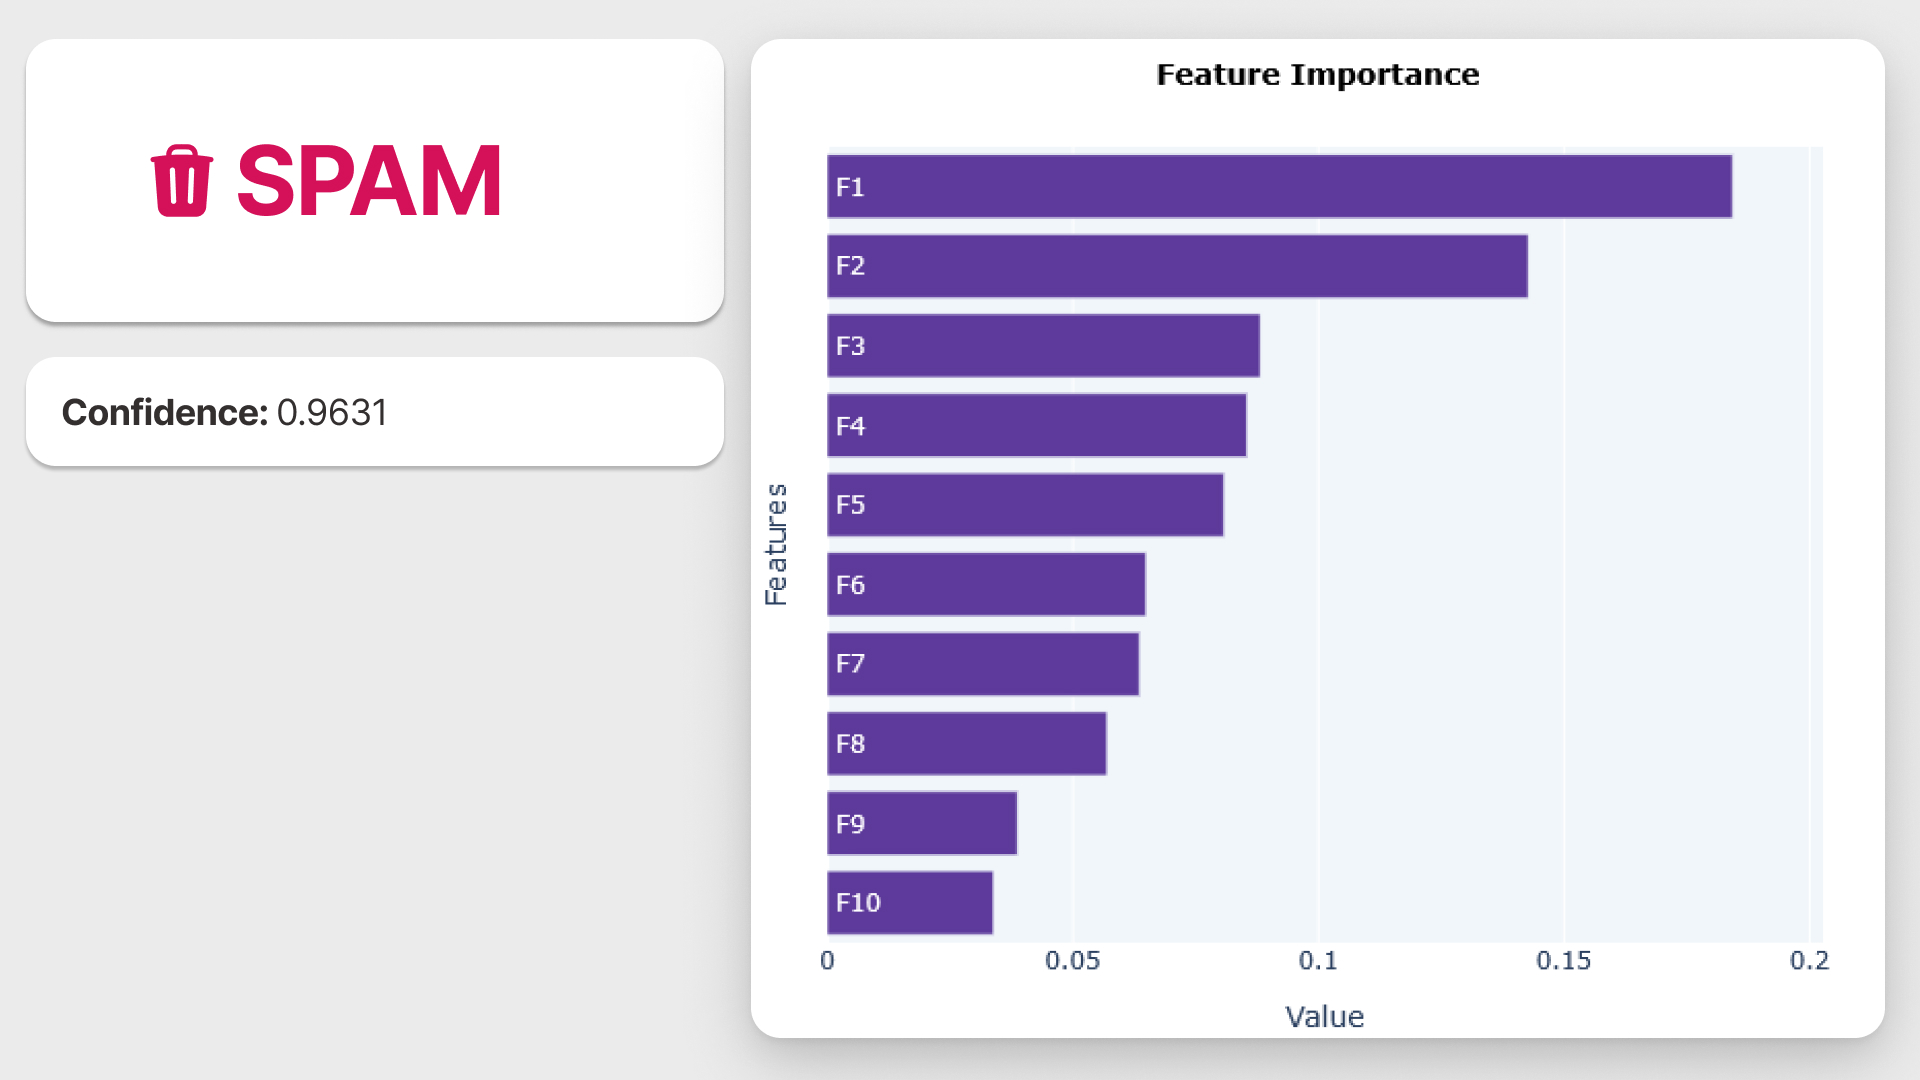 SPAM
Confidence: 0.9631
Feature Importance
Features
F1
F2
F3
F4
F5
F6
F7
F8
F9
F10
0 0.05 0.1 0.15 0.2
Value